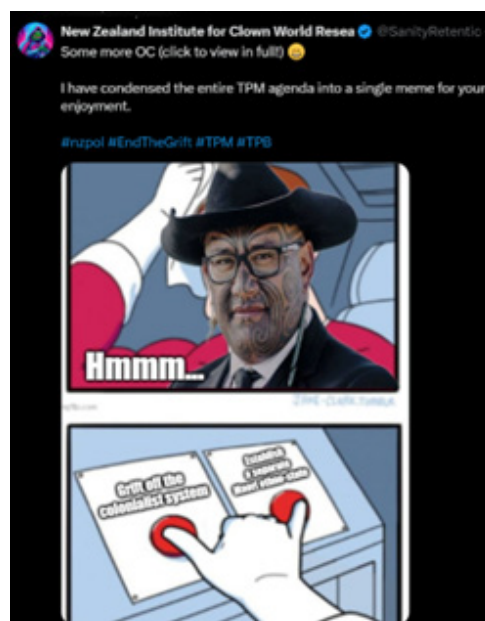 New Zealand Institute for Clown World Resea @SanityRetentio
Some more OC (click to view in full!) 😄
I have condensed the entire TPM agenda into a single meme for your
enjoyment.
#nzpol #EndTheGrift #TPM #TPB
Hmmm...
JAKE-CLARK.TUMBLR
Grift off the
colonialist system
Establish
a separate
Maori ethno-state